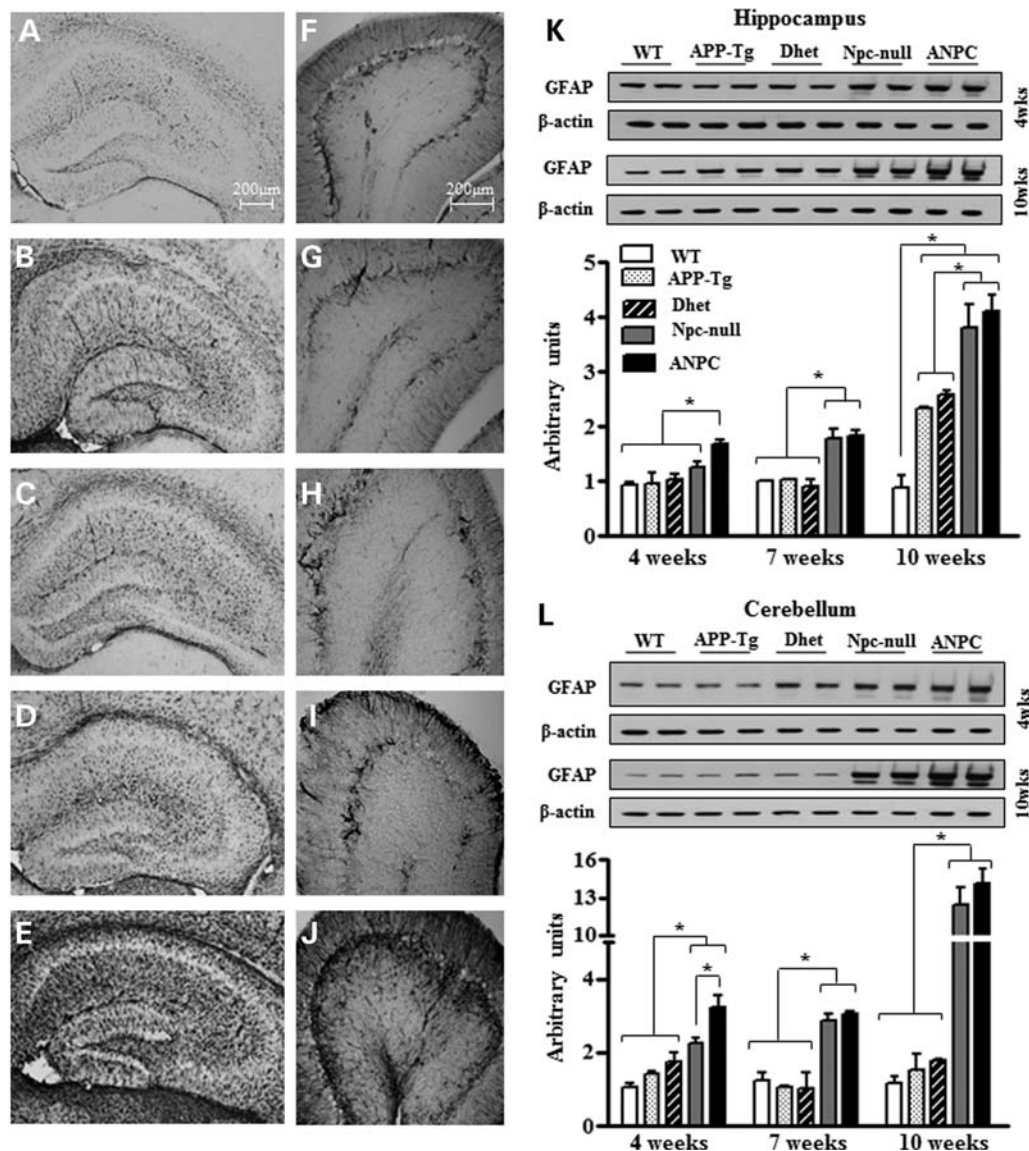 A
200μm
F
200μm
B
G
C
H
D
I
E
J
K
Hippocampus
WT APP-Tg Dhet Npc-null ANPC
GFAP
β-actin
4wks
GFAP
β-actin
10wks
Arbitrary units
5
4
3
2
1
0
WT
APP-Tg
Dhet
Npc-null
ANPC
*
*
*
*
4 weeks 7 weeks 10 weeks
L
Cerebellum
WT APP-Tg Dhet Npc-null ANPC
GFAP
β-actin
4wks
GFAP
β-actin
10wks
Arbitrary units
16
13
10
4
2
0
*
*
*
*
4 weeks 7 weeks 10 weeks